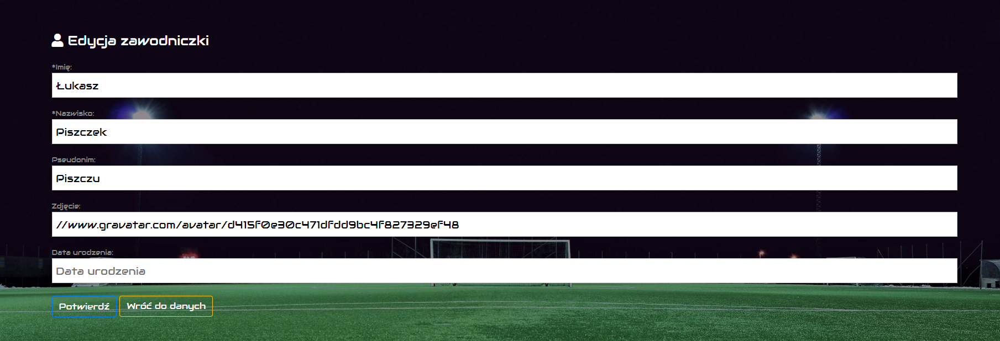 Edycja zawodniczki
*Imię:
Łukasz
*Nazwisko:
Piszczek
Pseudonim:
Piszczu
Zdjęcie:
//www.gravatar.com/avatar/d415f0e30c471dfdd9bc4f827329ef48
Data urodzenia:
Data urodzenia
Potwierdź Wróć do danych